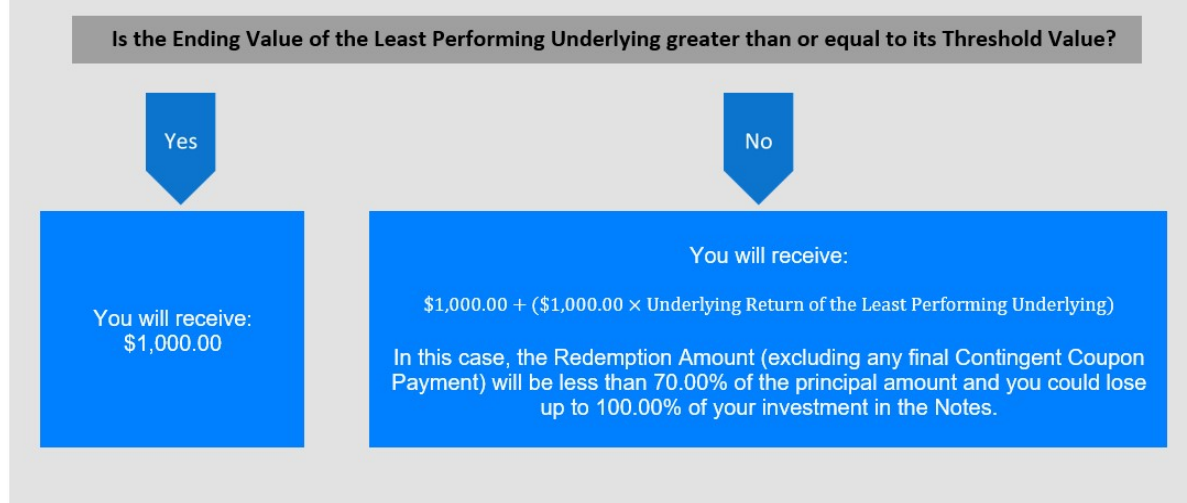 Is the Ending Value of the Least Performing Underlying greater than or equal to its Threshold Value?
Yes
No
You will receive:
$1,000.00
You will receive:
$1,000.00 + ($1,000.00 × Underlying Return of the Least Performing Underlying)
In this case, the Redemption Amount (excluding any final Contingent Coupon
Payment) will be less than 70.00% of the principal amount and you could lose
up to 100.00% of your investment in the Notes.